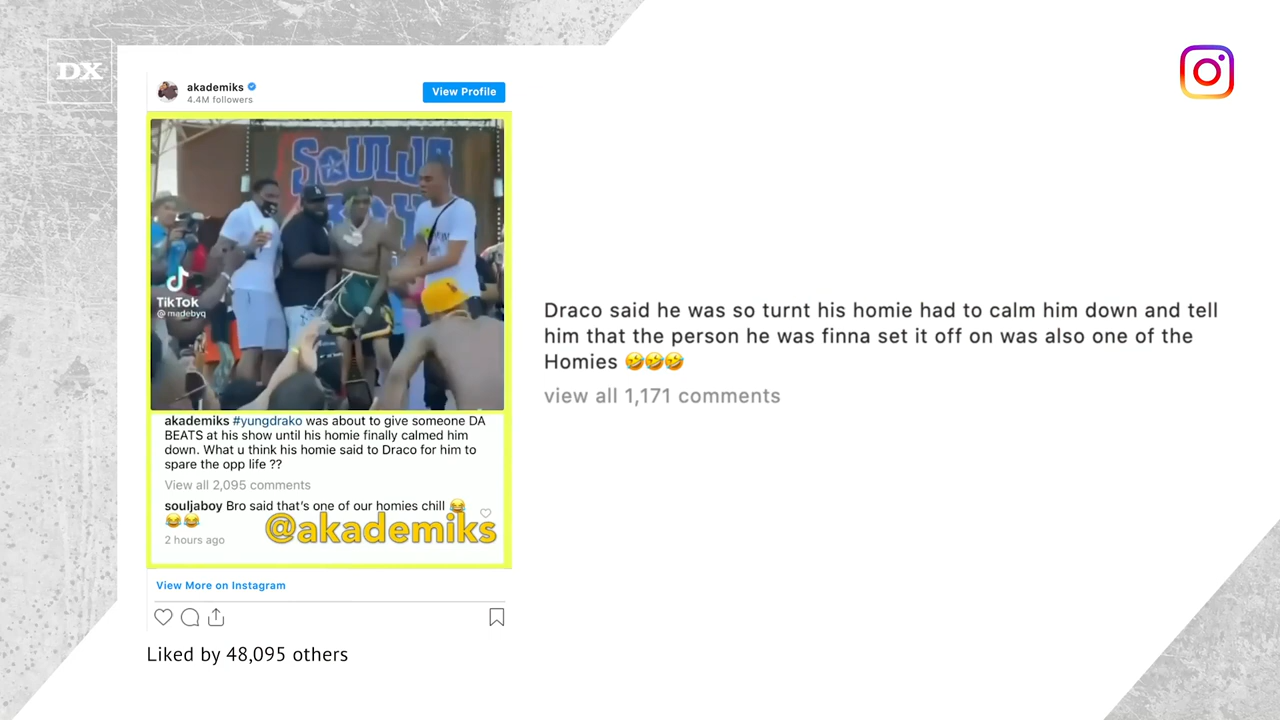 DX
akademiks
4.4M followers
View Profile
SOULJA
BOY
TikTok
@madebyq
akademiks #yungdrako was about to give someone DA
BEATS at his show until his homie finally calmed him
down. What u think his homie said to Draco for him to
spare the opp life ??
View all 2,095 comments
souljaboy Bro said that's one of our homies chill 😂
😂😂
2 hours ago
@akademiks
View More on Instagram
Liked by 48,095 others
Draco said he was so turnt his homie had to calm him down and tell
him that the person he was finna set it off on was also one of the
Homies 🤣🤣🤣
view all 1,171 comments